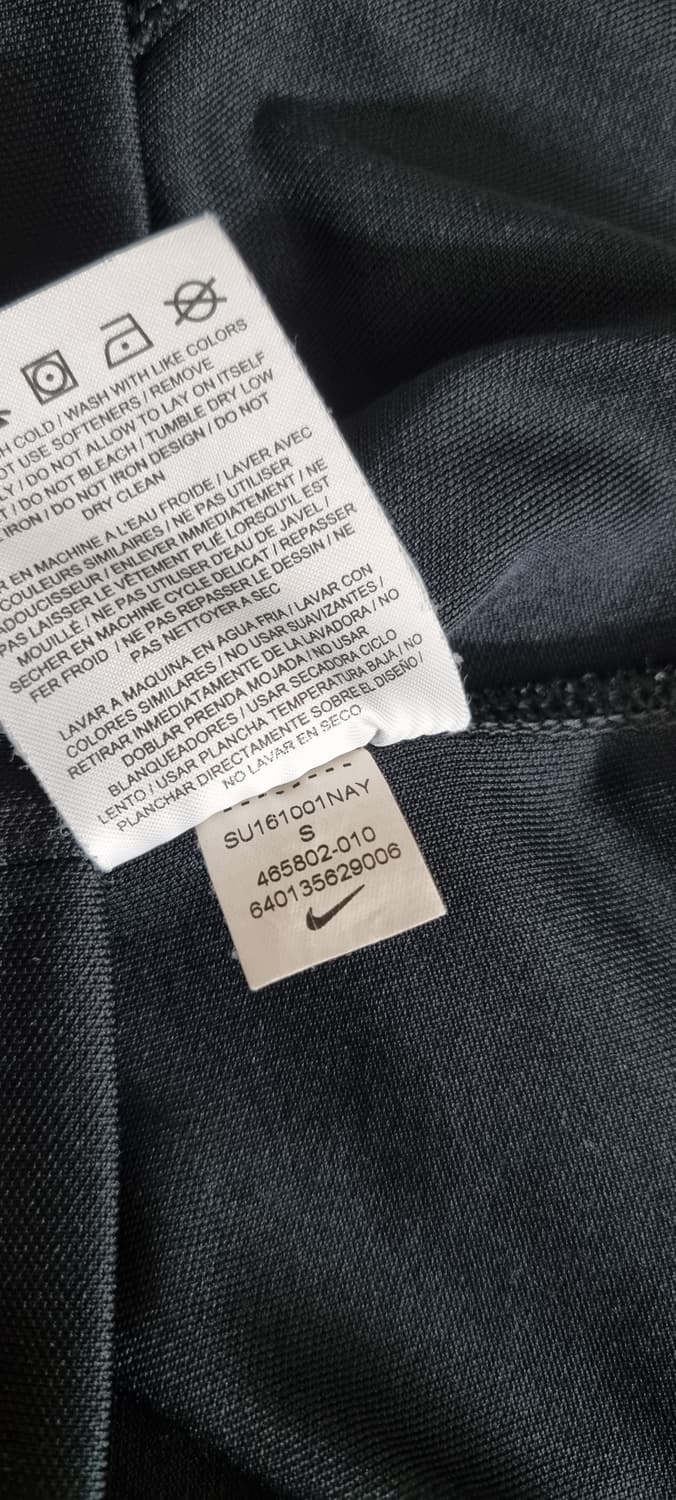 COLD / WASH WITH LIKE COLORS
USE SOFTENERS / REMOVE
/ DO NOT ALLOW TO LAY ON ITSELF
/ DO NOT BLEACH / TUMBLE DRY LOW
IRON / DO NOT IRON DESIGN / DO NOT
DRY CLEAN
EN MACHINE A L'EAU FROIDE / LAVER AVEC
COULEURS SIMILAIRES / NE PAS UTILISER
ADOUCISSEUR / ENLEVER IMMEDIATEMENT / NE
PAS LAISSER LE VÊTEMENT PLIÉ LORSQU'IL EST
MOUILLÉ / NE PAS UTILISER D'EAU DE JAVEL /
SECHER EN MACHINE CYCLE DELICAT / REPASSER
FER FROID / NE PAS REPASSER LE DESSIN / NE
PAS NETTOYER A SEC
LAVAR A MAQUINA EN AGUA FRIA / LAVAR CON
COLORES SIMILARES / NO USAR SUAVIZANTES /
RETIRAR INMEDIATAMENTE DE LA LAVADORA / NO
DOBLAR PRENDA MOJADA / NO USAR
BLANQUEADORES / USAR SECADORA CICLO
LENTO / USAR PLANCHA TEMPERATURA BAJA / NO
PLANCHAR DIRECTAMENTE SOBRE EL DISEÑO /
NO LAVAR EN SECO
SU161001NAY
S
465802-010
640135629006